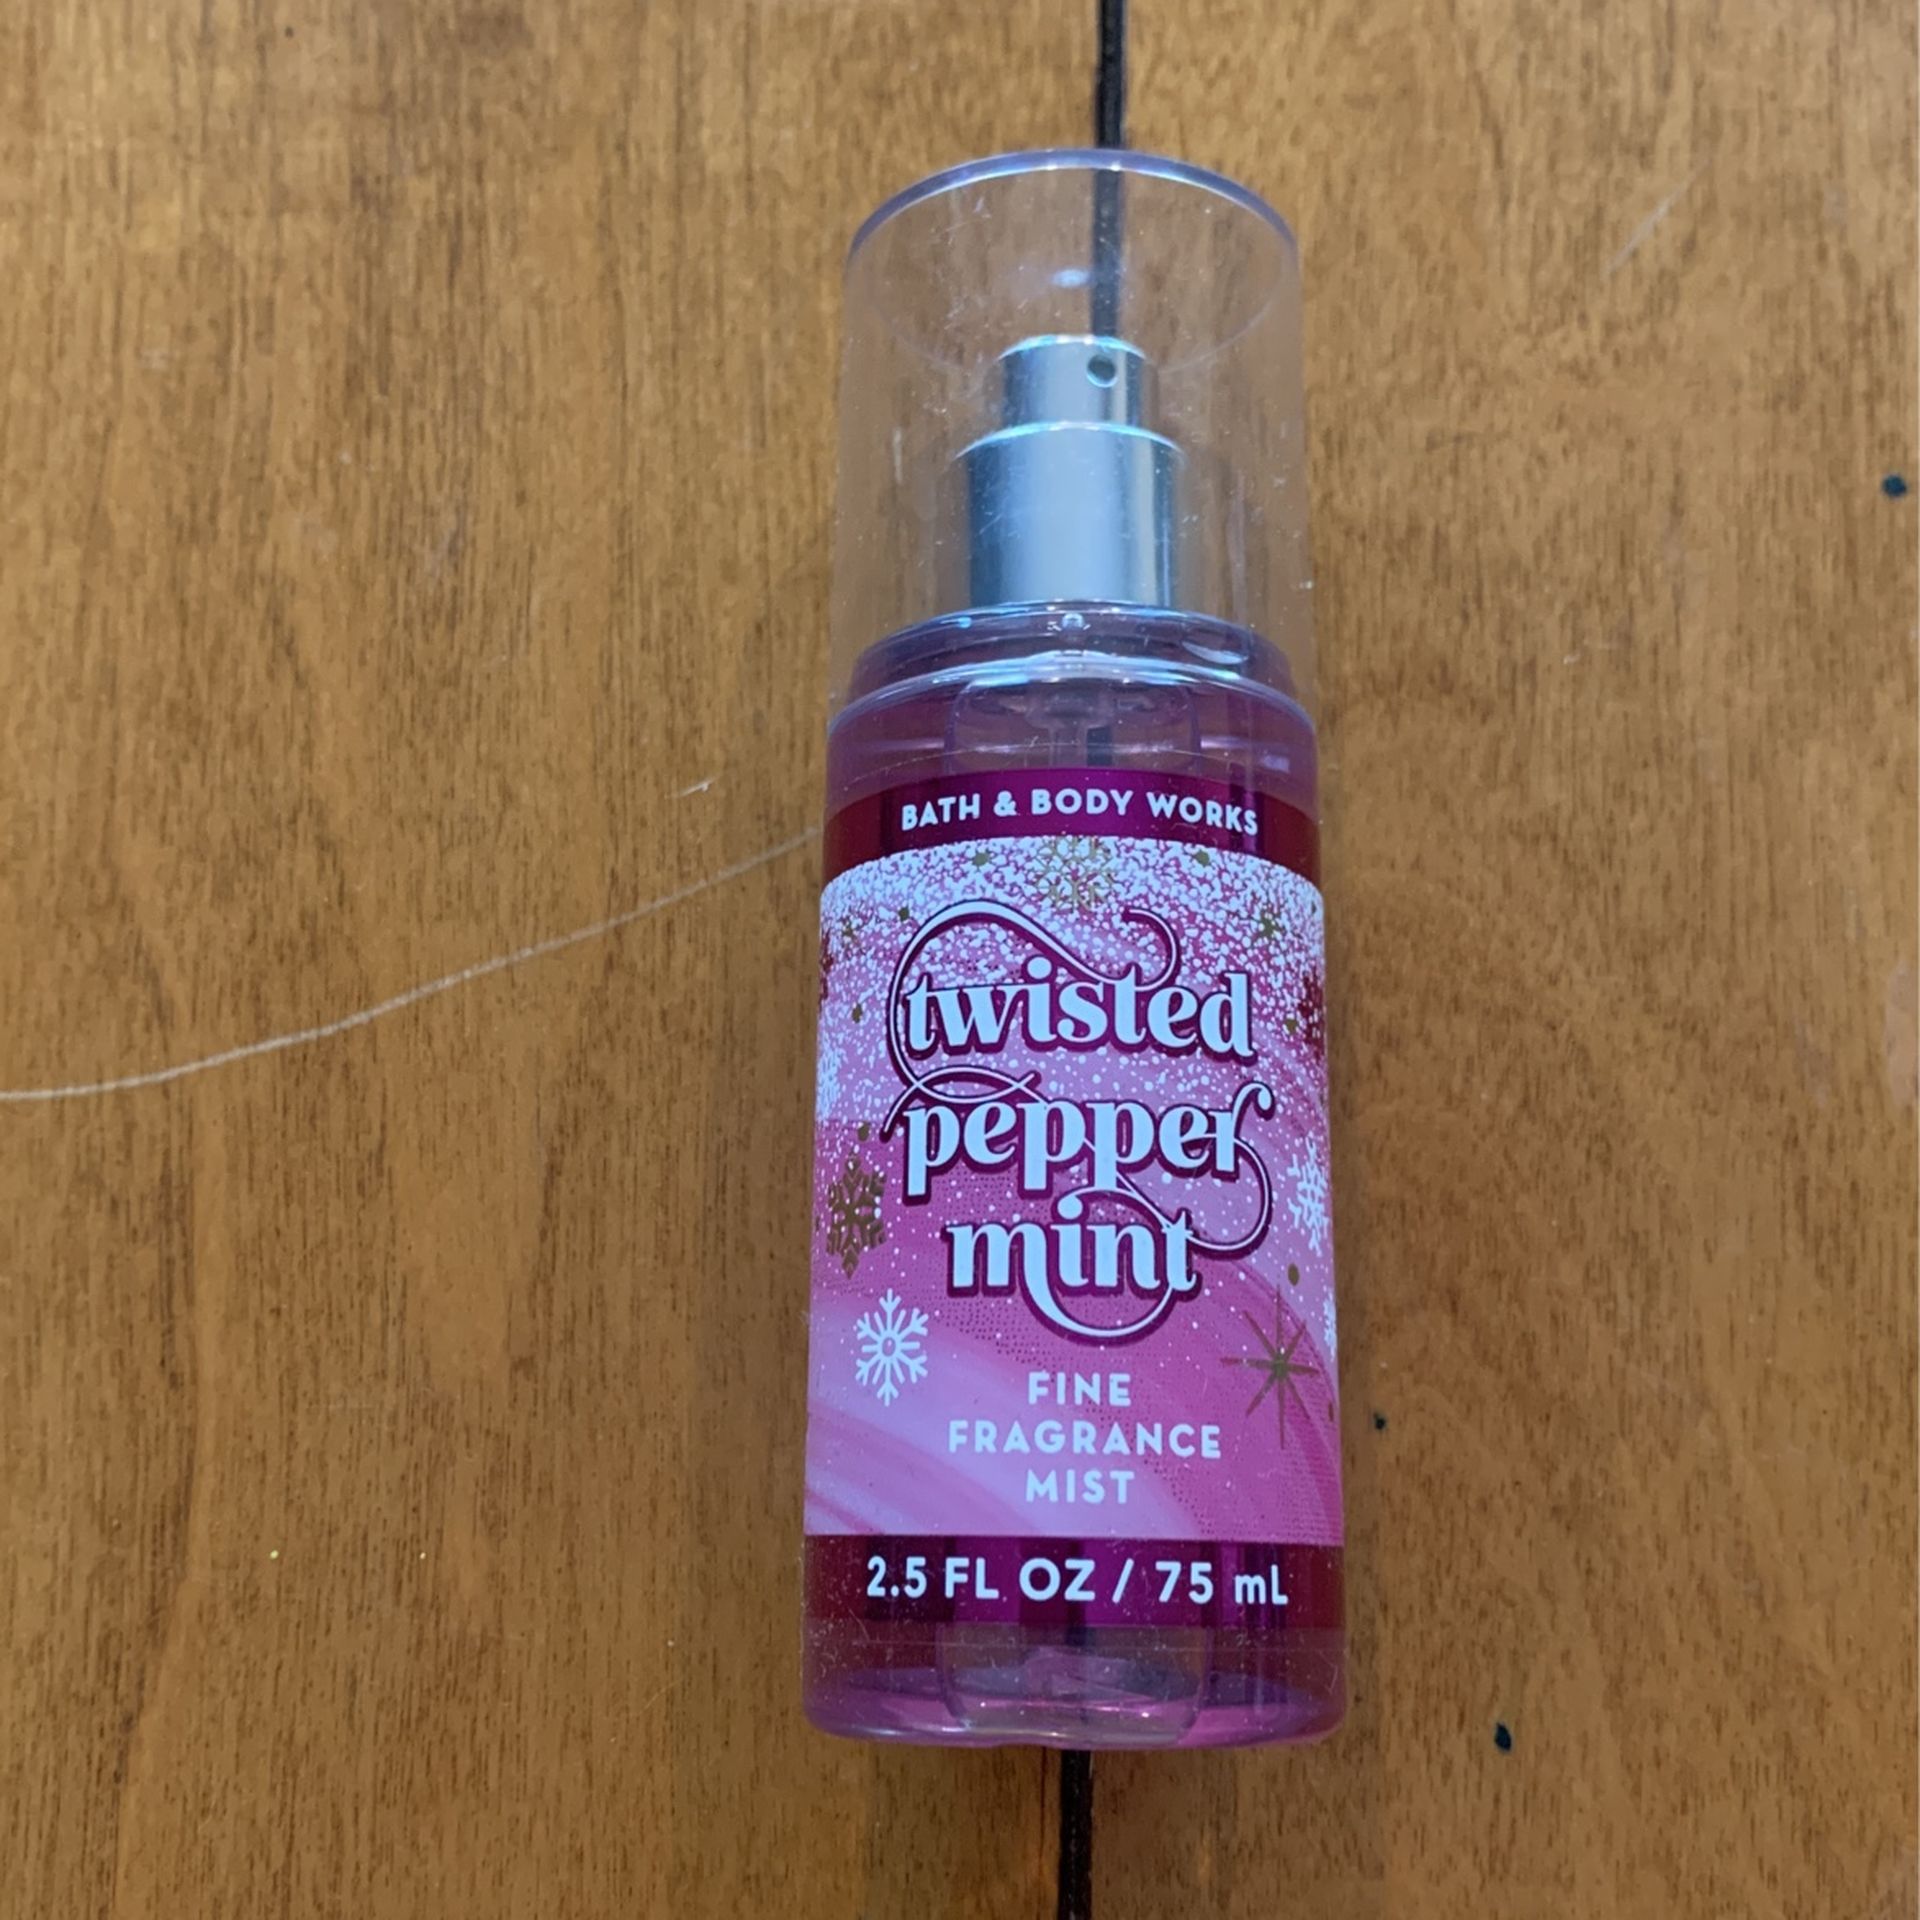 BATH & BODY WORKS
twisted
pepper
mint
FINE
FRAGRANCE
MIST
2.5 FL OZ / 75 mL